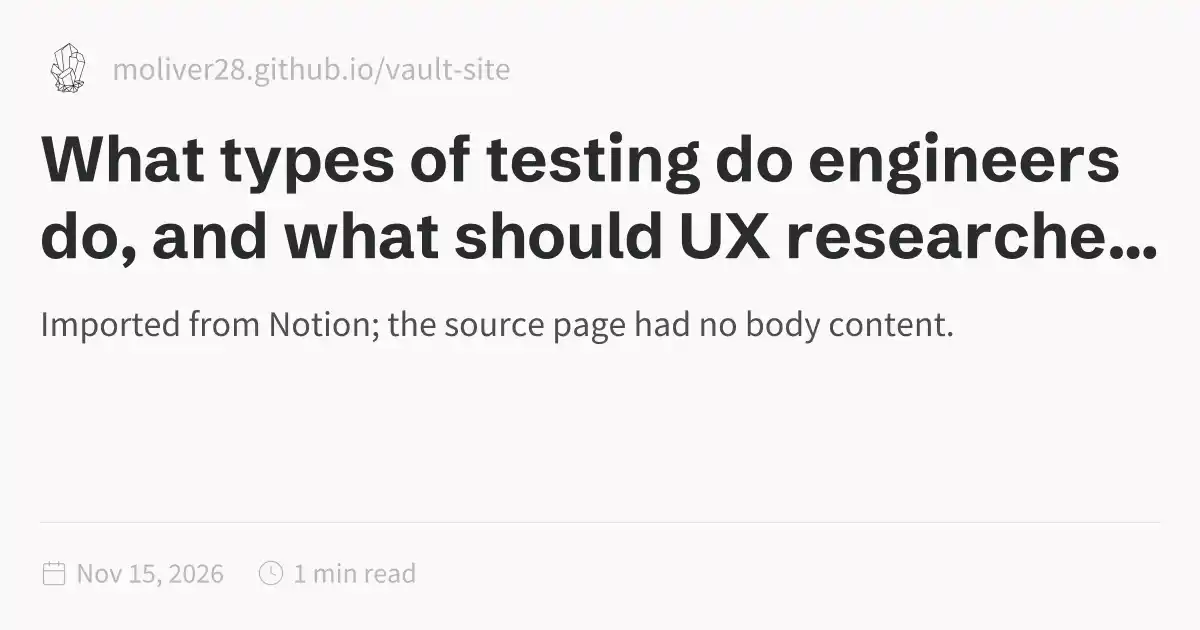 moliver28.github.io/vault-site
What types of testing do engineers
do, and what should UX researche...
Imported from Notion; the source page had no body content.
Nov 15, 2026 1 min read